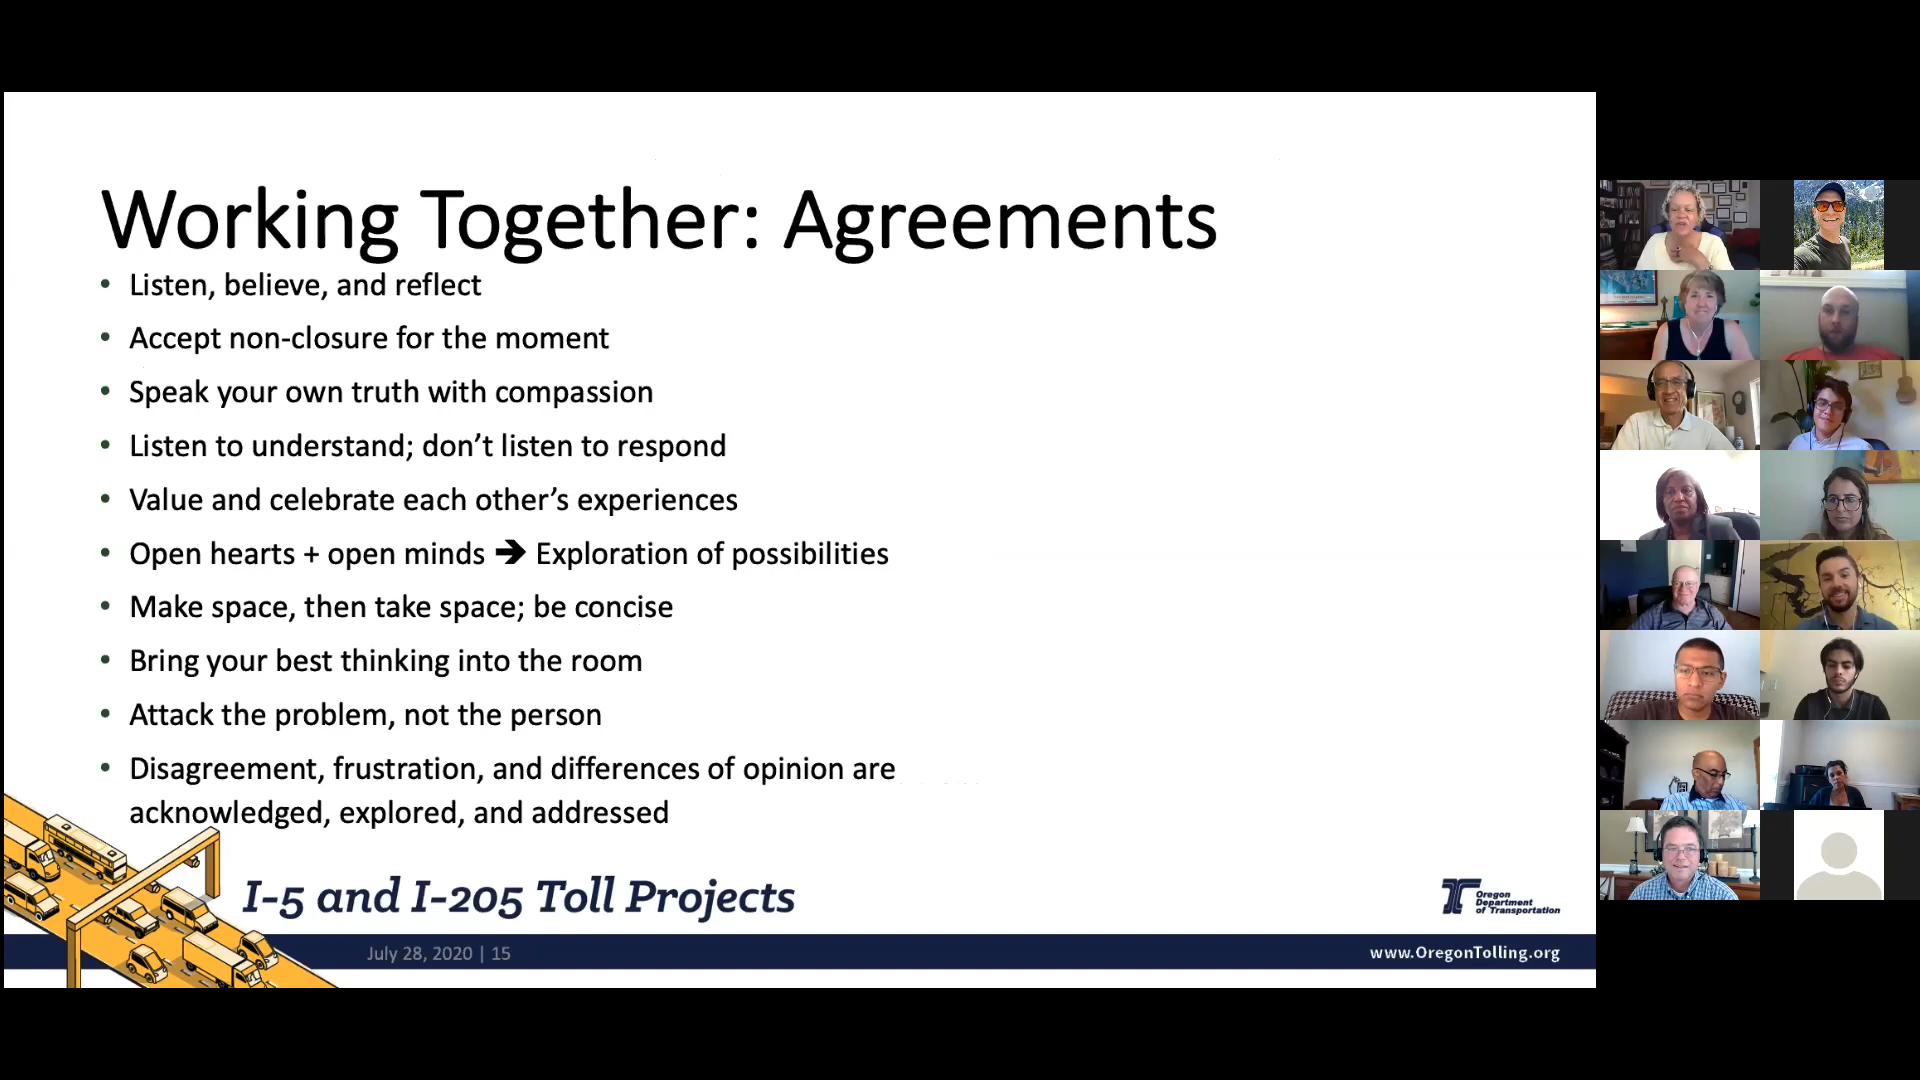 Working Together: Agreements
• Listen, believe, and reflect
• Accept non-closure for the moment
• Speak your own truth with compassion
• Listen to understand; don’t listen to respond
• Value and celebrate each other’s experiences
• Open hearts + open minds ➔ Exploration of possibilities
• Make space, then take space; be concise
• Bring your best thinking into the room
• Attack the problem, not the person
• Disagreement, frustration, and differences of opinion are
acknowledged, explored, and addressed
I-5 and I-205 Toll Projects
Oregon
Department
of Transportation
July 28, 2020 | 15
www.OregonTolling.org